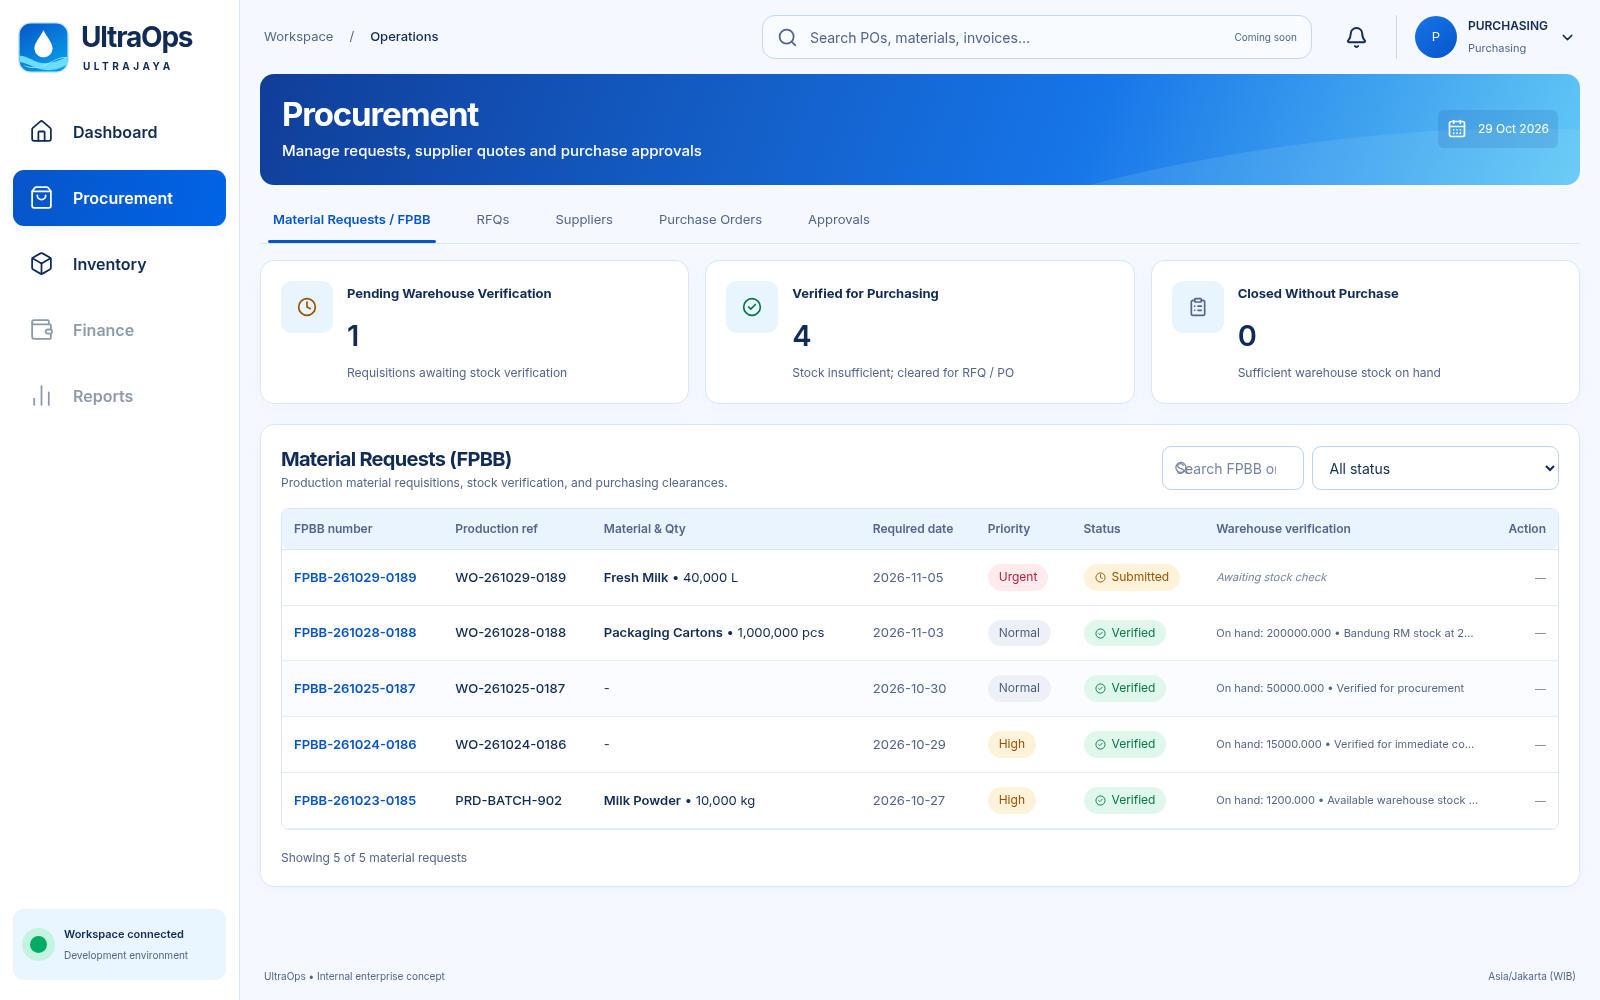 UltraOps
ULTRAJAYA
Dashboard
Procurement
Inventory
Finance
Reports
Workspace connected
Development environment
Workspace / Operations
Search POs, materials, invoices... Coming soon
P PURCHASING
Purchasing
Procurement
Manage requests, supplier quotes and purchase approvals
29 Oct 2026
Material Requests / FPBB RFQs Suppliers Purchase Orders Approvals
Pending Warehouse Verification
1
Requisitions awaiting stock verification
Verified for Purchasing
4
Stock insufficient; cleared for RFQ / PO
Closed Without Purchase
0
Sufficient warehouse stock on hand
Material Requests (FPBB)
Production material requisitions, stock verification, and purchasing clearances.
Search FPBB or All status
FPBB number Production ref Material & Qty Required date Priority Status Warehouse verification Action
FPBB-261029-0189 WO-261029-0189 Fresh Milk • 40,000 L 2026-11-05 Urgent Submitted Awaiting stock check —
FPBB-261028-0188 WO-261028-0188 Packaging Cartons • 1,000,000 pcs 2026-11-03 Normal Verified On hand: 200000.000 • Bandung RM stock at 2... —
FPBB-261025-0187 WO-261025-0187 - 2026-10-30 Normal Verified On hand: 50000.000 • Verified for procurement —
FPBB-261024-0186 WO-261024-0186 - 2026-10-29 High Verified On hand: 15000.000 • Verified for immediate co... —
FPBB-261023-0185 PRD-BATCH-902 Milk Powder • 10,000 kg 2026-10-27 High Verified On hand: 1200.000 • Available warehouse stock ... —
Showing 5 of 5 material requests
UltraOps • Internal enterprise concept
Asia/Jakarta (WIB)